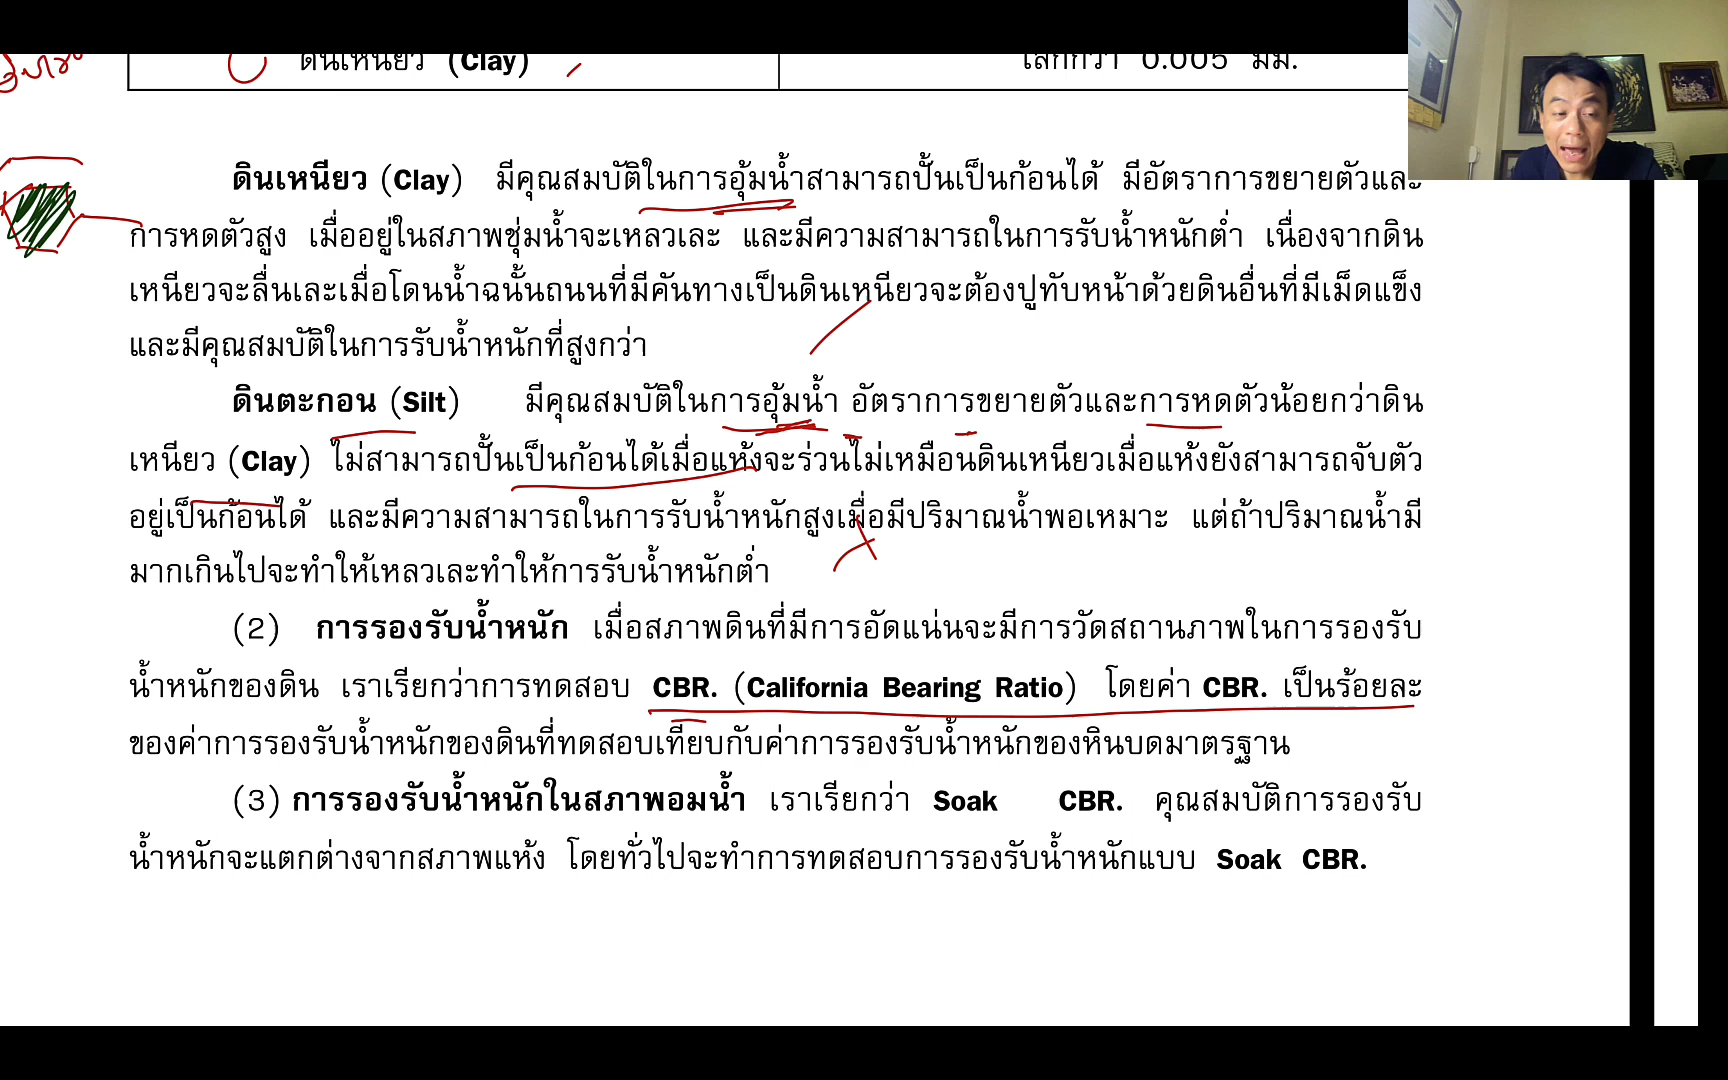 ดินเหนียว (Clay) เล็กกว่า 0.005 มม.
ดินเหนียว (Clay) มีคุณสมบัติในการอุ้มน้ำสามารถปั้นเป็นก้อนได้ มีอัตราการขยายตัวและ
การหดตัวสูง เมื่ออยู่ในสภาพชุ่มน้ำจะเหลวเละ และมีความสามารถในการรับน้ำหนักต่ำ เนื่องจากดิน
เหนียวจะลื่นเละเมื่อโดนน้ำฉนั้นถนนที่มีคันทางเป็นดินเหนียวจะต้องปูทับหน้าด้วยดินอื่นที่มีเม็ดแข็ง
และมีคุณสมบัติในการรับน้ำหนักที่สูงกว่า
ดินตะกอน (Silt) มีคุณสมบัติในการอุ้มน้ำ อัตราการขยายตัวและการหดตัวน้อยกว่าดิน
เหนียว (Clay) ไม่สามารถปั้นเป็นก้อนได้เมื่อแห้งจะร่วนไม่เหมือนดินเหนียวเมื่อแห้งยังสามารถจับตัว
อยู่เป็นก้อนได้ และมีความสามารถในการรับน้ำหนักสูงเมื่อมีปริมาณน้ำพอเหมาะ แต่ถ้าปริมาณน้ำมี
มากเกินไปจะทำให้เหลวเละทำให้การรับน้ำหนักต่ำ
(2) การรองรับน้ำหนัก เมื่อสภาพดินที่มีการอัดแน่นจะมีการวัดสถานภาพในการรองรับ
น้ำหนักของดิน เราเรียกว่าการทดสอบ CBR. (California Bearing Ratio) โดยค่า CBR. เป็นร้อยละ
ของค่าการรองรับน้ำหนักของดินที่ทดสอบเทียบกับค่าการรองรับน้ำหนักของหินบดมาตรฐาน
(3) การรองรับน้ำหนักในสภาพอมน้ำ เราเรียกว่า Soak CBR. คุณสมบัติการรองรับ
น้ำหนักจะแตกต่างจากสภาพแห้ง โดยทั่วไปจะทำการทดสอบการรองรับน้ำหนักแบบ Soak CBR.